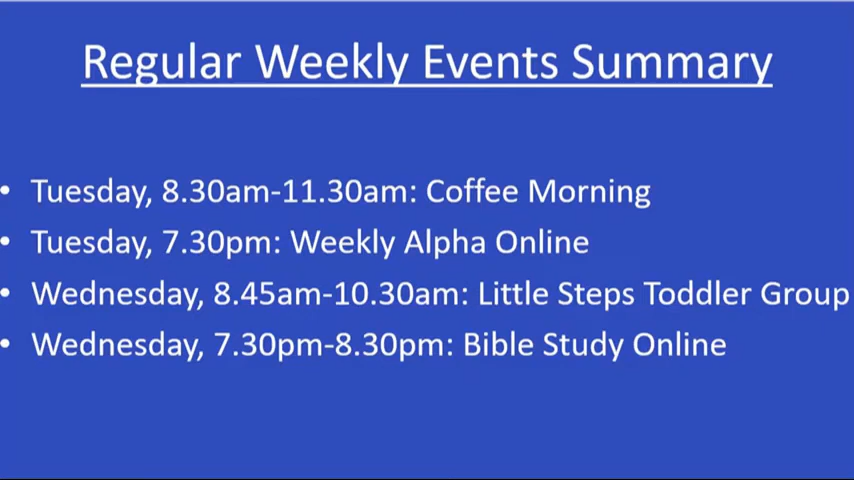 Regular Weekly Events Summary
• Tuesday, 8.30am-11.30am: Coffee Morning
• Tuesday, 7.30pm: Weekly Alpha Online
• Wednesday, 8.45am-10.30am: Little Steps Toddler Group
• Wednesday, 7.30pm-8.30pm: Bible Study Online